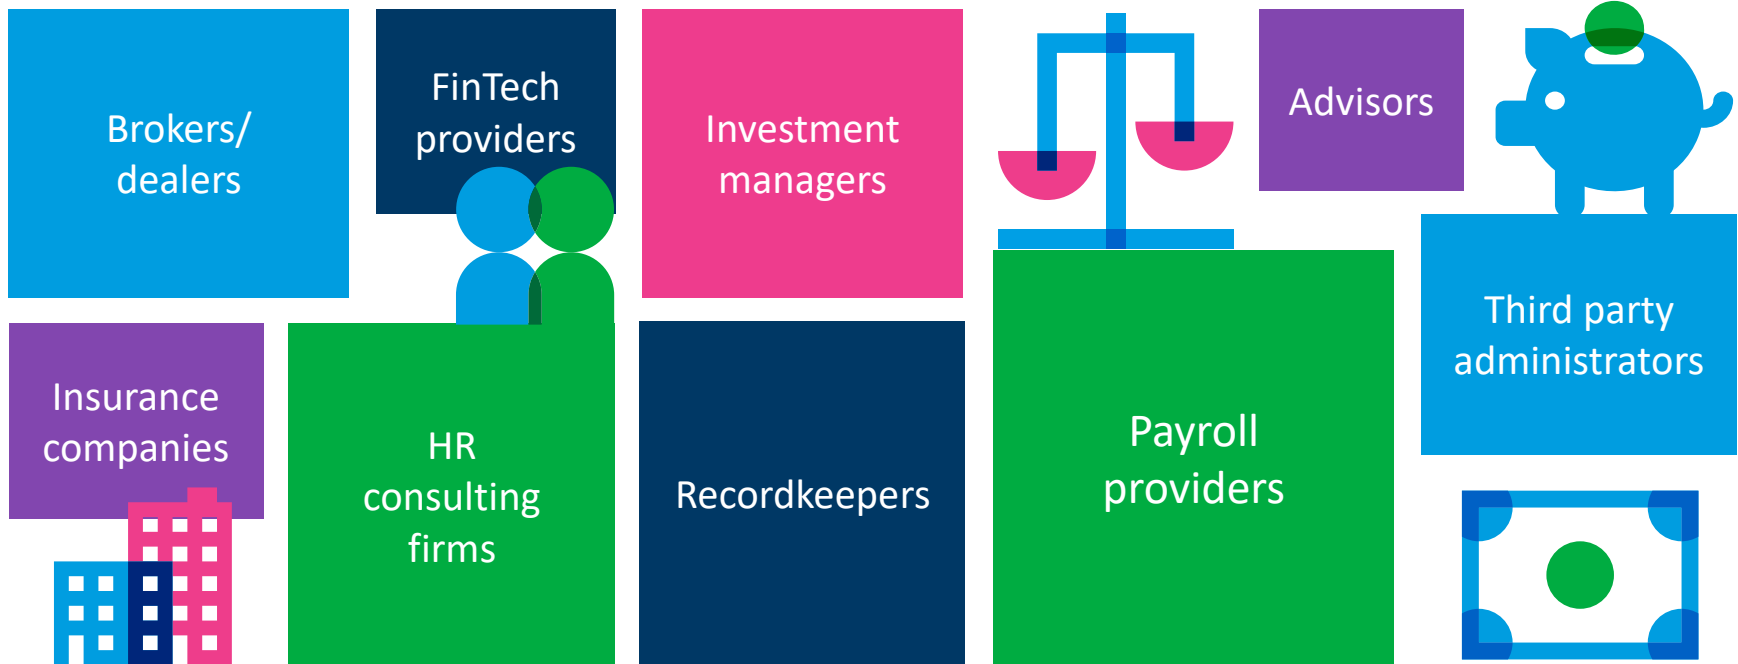 Brokers/
dealers
FinTech
providers
Investment
managers
Advisors
Third party
administrators
Insurance
companies
HR
consulting
firms
Recordkeepers
Payroll
providers